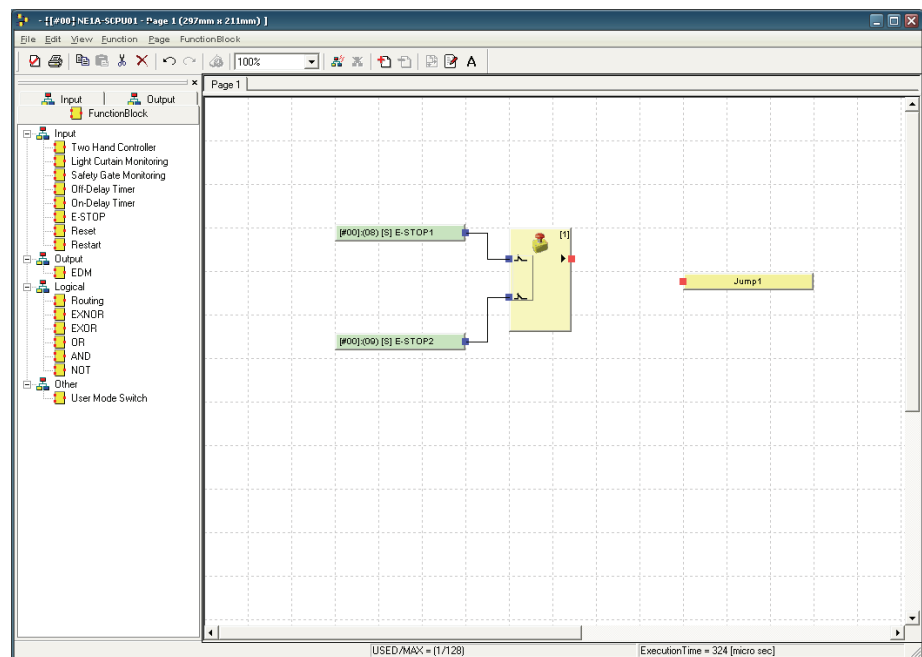 - [[#00] NE1A-SCPU01 - Page 1 (297mm x 211mm) ]
File Edit View Function Page FunctionBlock
100%
A
Page 1
Input
Output
FunctionBlock
Input
Two Hand Controller
Light Curtain Monitoring
Safety Gate Monitoring
Off-Delay Timer
On-Delay Timer
E-STOP
Reset
Restart
Output
EDM
Logical
Routing
EXNOR
EXOR
OR
AND
NOT
Other
User Mode Switch
[#00]:(08) [S] E-STOP1
[1]
Jump1
[#00]:(09) [S] E-STOP2
USED/MAX = (1/128)
ExecutionTime = 324 [micro sec]